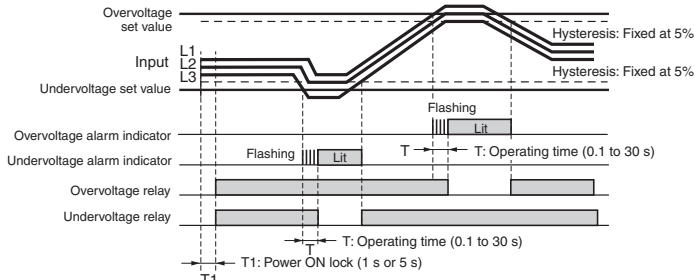 Overvoltage
set value
Hysteresis: Fixed at 5%
L1
Input
L2
L3
Hysteresis: Fixed at 5%
Undervoltage set value
Flashing
Overvoltage alarm indicator
Lit
Flashing
Lit
T
T: Operating time (0.1 to 30 s)
Undervoltage alarm indicator
Overvoltage relay
Undervoltage relay
T
T: Operating time (0.1 to 30 s)
T1: Power ON lock (1 s or 5 s)
T1